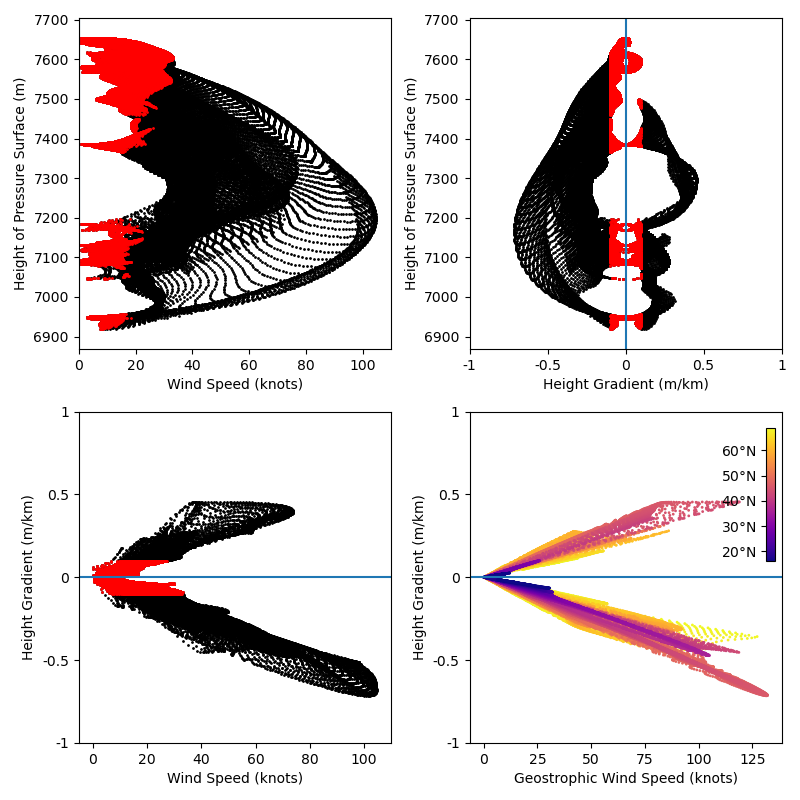 7700
7600
7500
7400
7300
7200
7100
7000
6900
Height of Pressure Surface (m)
0 20 40 60 80 100
Wind Speed (knots)
7700
7600
7500
7400
7300
7200
7100
7000
6900
Height of Pressure Surface (m)
-1 -0.5 0 0.5 1
Height Gradient (m/km)
1
0.5
0
-0.5
-1
Height Gradient (m/km)
0 20 40 60 80 100
Wind Speed (knots)
1
0.5
0
-0.5
-1
Height Gradient (m/km)
60°N
50°N
40°N
30°N
20°N
0 25 50 75 100 125
Geostrophic Wind Speed (knots)